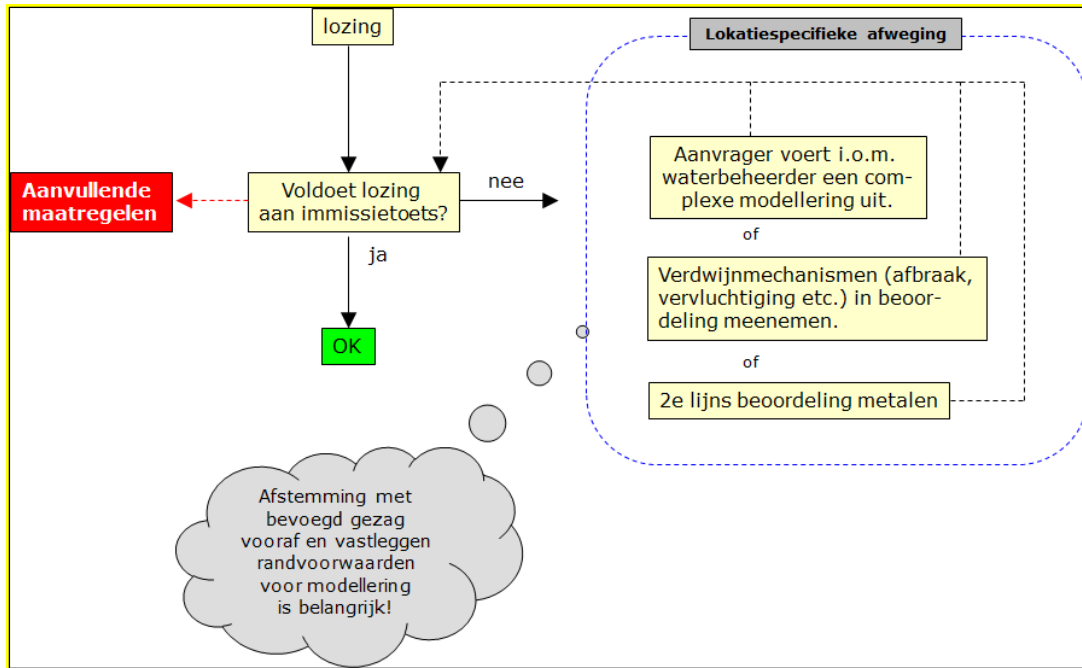 lozing
Lokatiespecifieke afweging
Aanvrager voert i.o.m.
waterbeheerder een com-
plexe modellering uit.
Aanvullende
maatregelen
Voldoet lozing
aan immissietoets?
nee
of
ja
Verdwijnmechanismen (afbraak,
vervluchtiging etc.) in beoor-
deling meenemen.
OK
of
2e lijns beoordeling metalen
Afstemming met
bevoegd gezag
vooraf en vastleggen
randvoorwaarden
voor modellering
is belangrijk!